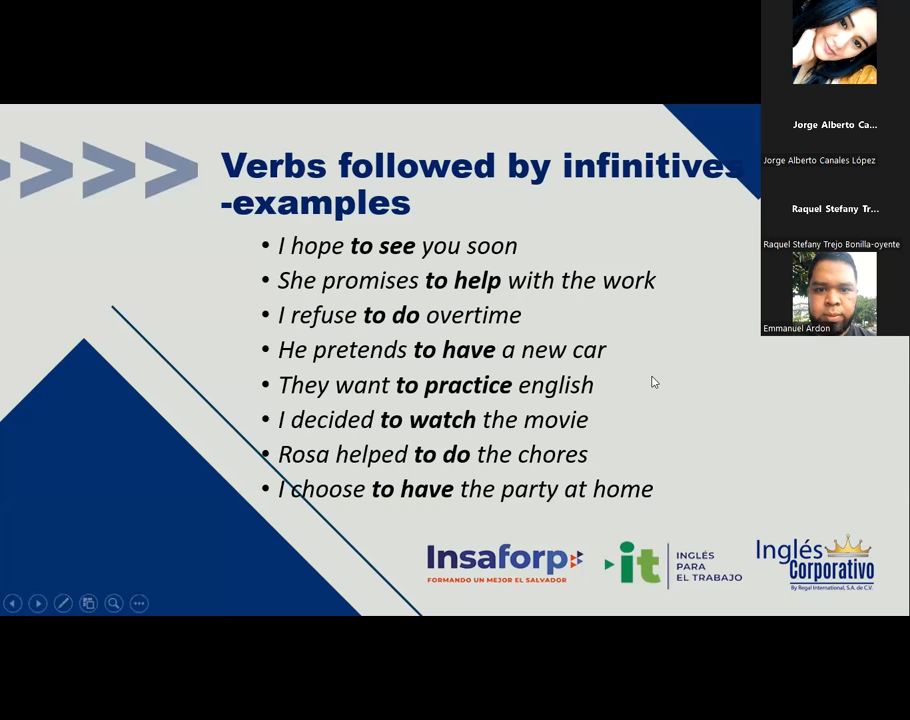 Verbs followed by infinitives
-examples
• I hope to see you soon
• She promises to help with the work
• I refuse to do overtime
• He pretends to have a new car
• They want to practice english
• I decided to watch the movie
• Rosa helped to do the chores
• I choose to have the party at home
Insaforp
FORMANDO UN MEJOR EL SALVADOR
it
INGLÉS
PARA
EL TRABAJO
Inglés
Corporativo
By Regal International, S.A. de C.V.
Jorge Alberto Ca...
Jorge Alberto Canales López
Raquel Stefany Tr...
Raquel Stefany Trejo Bonilla-oyente
Emmanuel Ardon